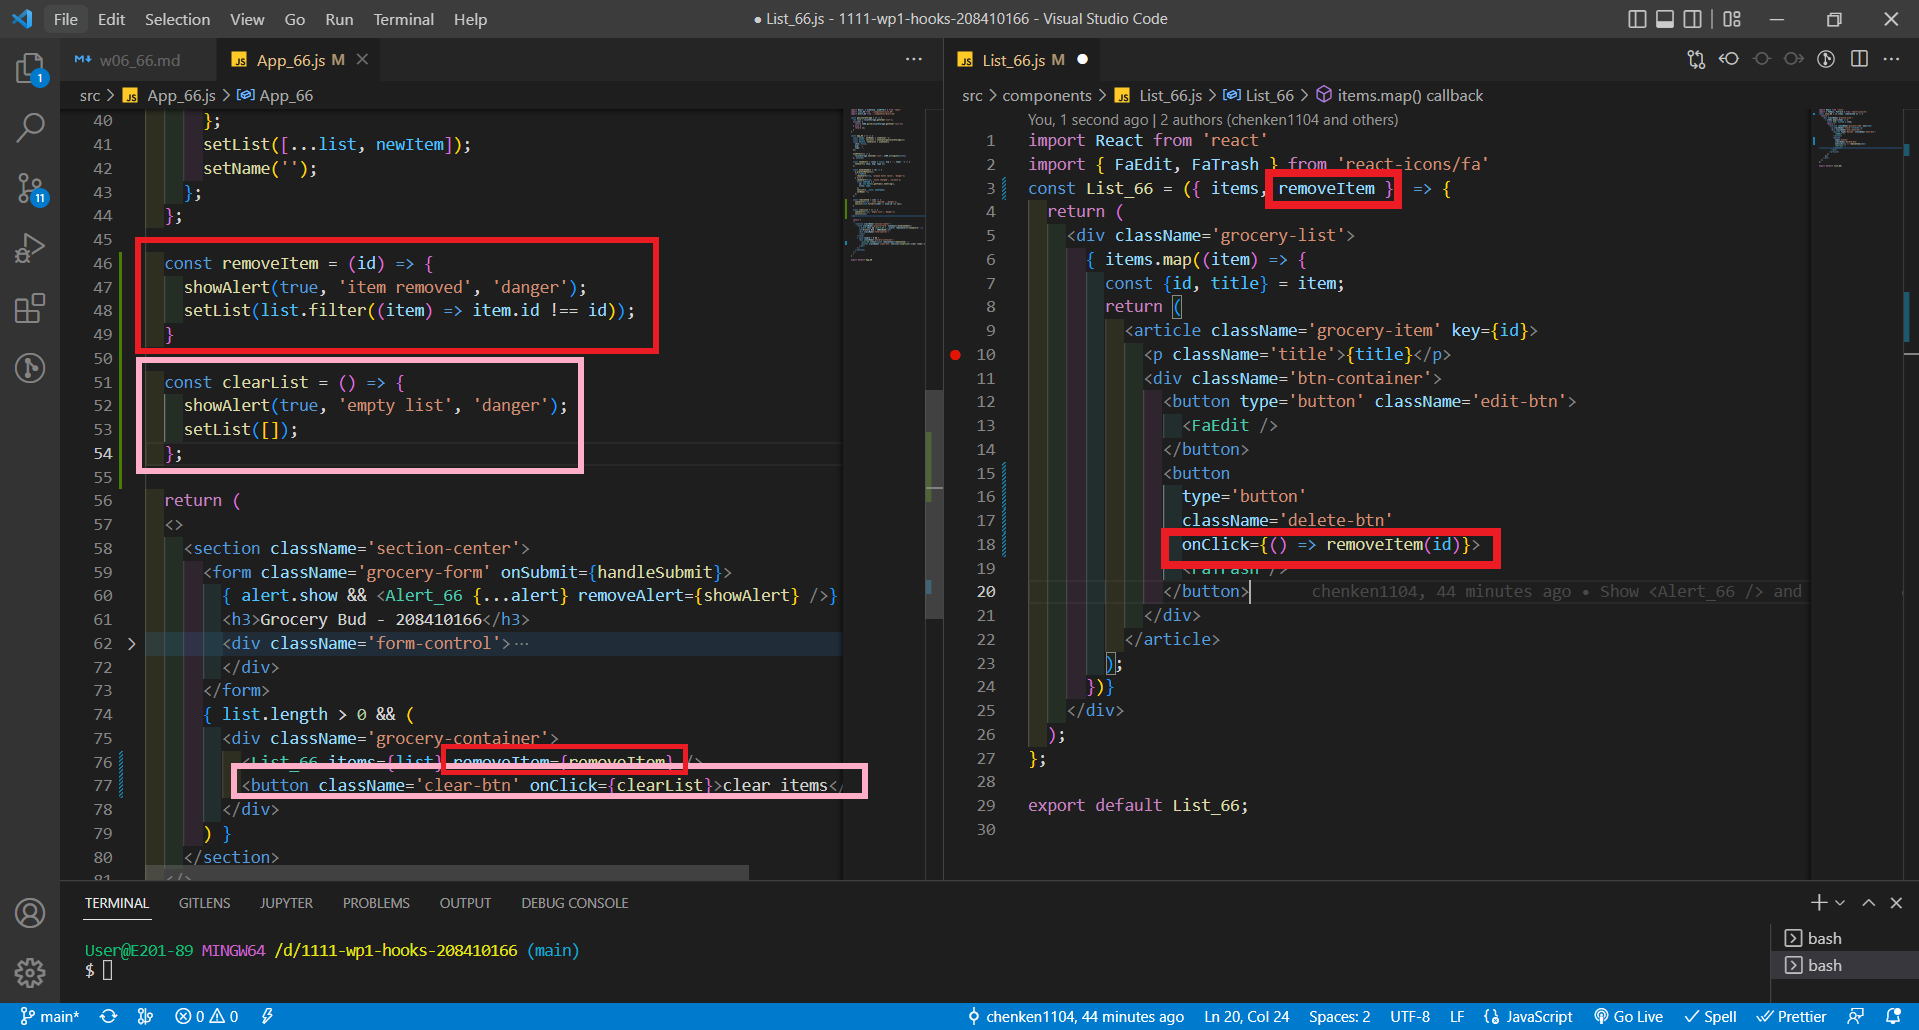 File Edit Selection View Go Run Terminal Help
● List_66.js - 1111-wp1-hooks-208410166 - Visual Studio Code
w06_66.md
JS App_66.js M
src > JS App_66.js > App_66
40 };
41 setList([...list, newItem]);
42 setName('');
43 };
44 };
45
46 const removeItem = (id) => {
47 showAlert(true, 'item removed', 'danger');
48 setList(list.filter((item) => item.id !== id));
49 }
50
51 const clearList = () => {
52 showAlert(true, 'empty list', 'danger');
53 setList([]);
54 };
55
56 return (
57 <>
58 <section className='section-center'>
59 <form className='grocery-form' onSubmit={handleSubmit}>
60 { alert.show && <Alert_66 {...alert} removeAlert={showAlert} />}
61 <h3>Grocery Bud - 208410166</h3>
62 <div className='form-control'>…
72 </div>
73 </form>
74 { list.length > 0 && (
75 <div className='grocery-container'>
76 <List_66 items={list} removeItem={removeItem} />
77 <button className='clear-btn' onClick={clearList}>clear items</
78 </div>
79 ) }
80 </section>
81 </>
JS List_66.js M ●
src > components > JS List_66.js > List_66 > items.map() callback
You, 1 second ago | 2 authors (chenken1104 and others)
1 import React from 'react'
2 import { FaEdit, FaTrash } from 'react-icons/fa'
3 const List_66 = ({ items, removeItem }) => {
4 return (
5 <div className='grocery-list'>
6 { items.map((item) => {
7 const {id, title} = item;
8 return (
9 <article className='grocery-item' key={id}>
10 <p className='title'>{title}</p>
11 <div className='btn-container'>
12 <button type='button' className='edit-btn'>
13 <FaEdit />
14 </button>
15 <button
16 type='button'
17 className='delete-btn'
18 onClick={() => removeItem(id)}>
19 <FaTrash />
20 </button> chenken1104, 44 minutes ago • Show <Alert_66 /> and
21 </div>
22 </article>
23 );
24 })}
25 </div>
26 );
27 };
28
29 export default List_66;
30
TERMINAL GITLENS JUPYTER PROBLEMS OUTPUT DEBUG CONSOLE
User@E201-89 MINGW64 /d/1111-wp1-hooks-208410166 (main)
$
bash
bash
1
11
main* 0 0 chenken1104, 44 minutes ago Ln 20, Col 24 Spaces: 2 UTF-8 LF JavaScript Go Live Spell Prettier